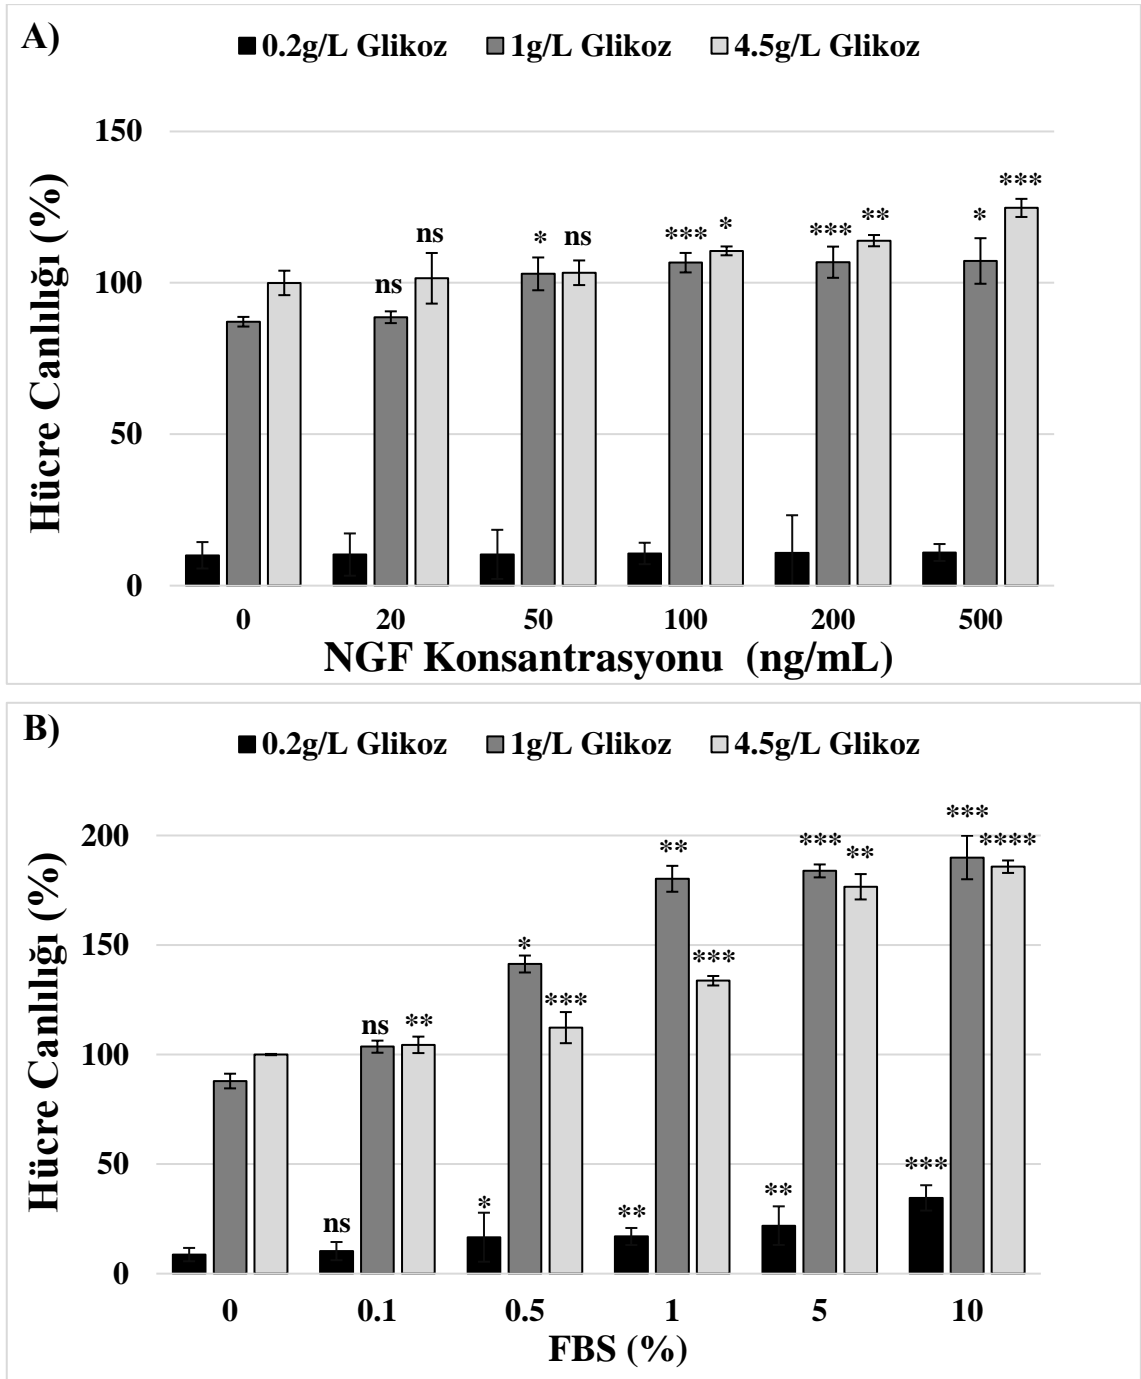 A)
0.2g/L Glikoz 1g/L Glikoz 4.5g/L Glikoz
150
100
50
0
Hücre Canlılığı (%)
ns ns * ns *** * *** ** * ***
0 20 50 100 200 500
NGF Konsantrasyonu (ng/mL)
B)
0.2g/L Glikoz 1g/L Glikoz 4.5g/L Glikoz
200
150
100
50
0
Hücre Canlılığı (%)
ns ns ** * * *** ** ** *** ** *** ** *** *** ****
0 0.1 0.5 1 5 10
FBS (%)